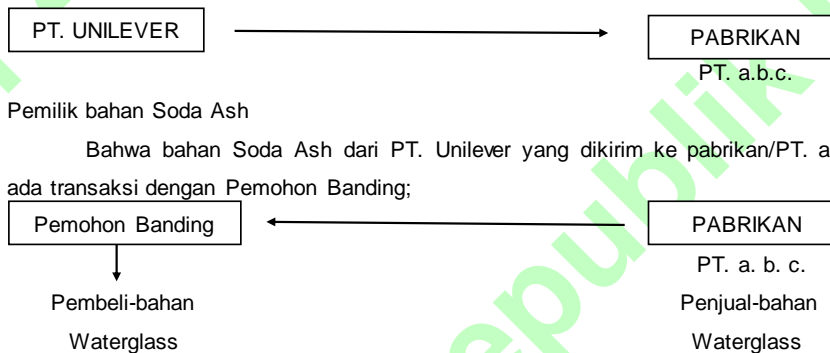 PT. UNILEVER PABRIKAN
PT. a.b.c.
Pemilik bahan Soda Ash
Bahwa bahan Soda Ash dari PT. Unilever yang dikirim ke pabrikan/PT. a
ada transaksi dengan Pemohon Banding;
Pemohon Banding PABRIKAN
PT. a. b. c.
Pembeli-bahan Penjual-bahan
Waterglass Waterglass